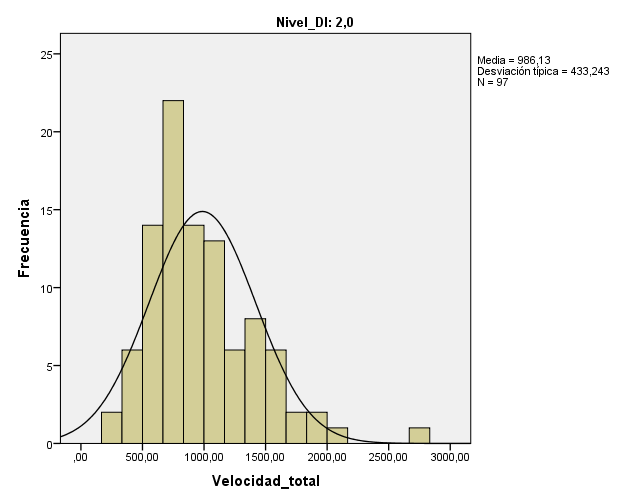 Nivel_DI: 2,0
Media = 986,13
Desviación típica = 433,243
N = 97
Frecuencia
25
20
15
10
5
0
,00 500,00 1000,00 1500,00 2000,00 2500,00 3000,00
Velocidad_total